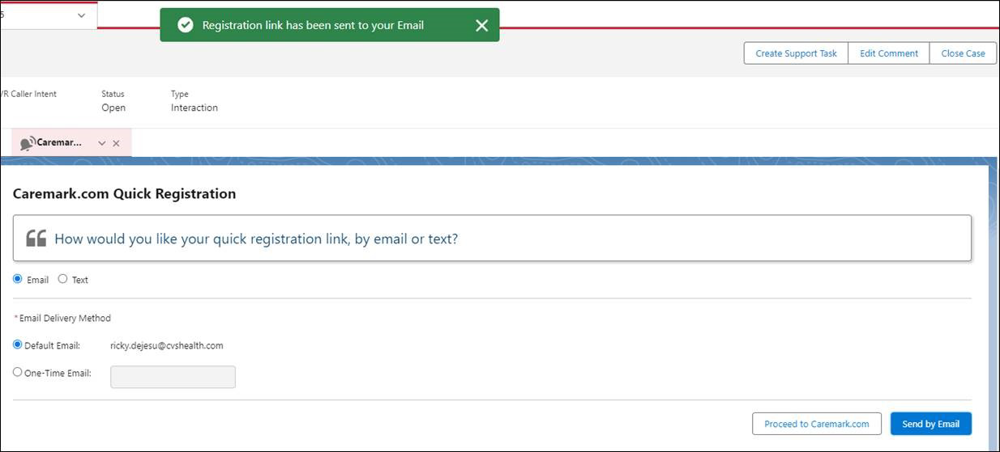 5
Registration link has been sent to your Email
Create Support Task Edit Comment Close Case
/R Caller Intent Status Type
Open Interaction
Caremar...
Caremark.com Quick Registration
How would you like your quick registration link, by email or text?
Email Text
*Email Delivery Method
Default Email: ricky.dejesu@cvshealth.com
One-Time Email:
Proceed to Caremark.com Send by Email